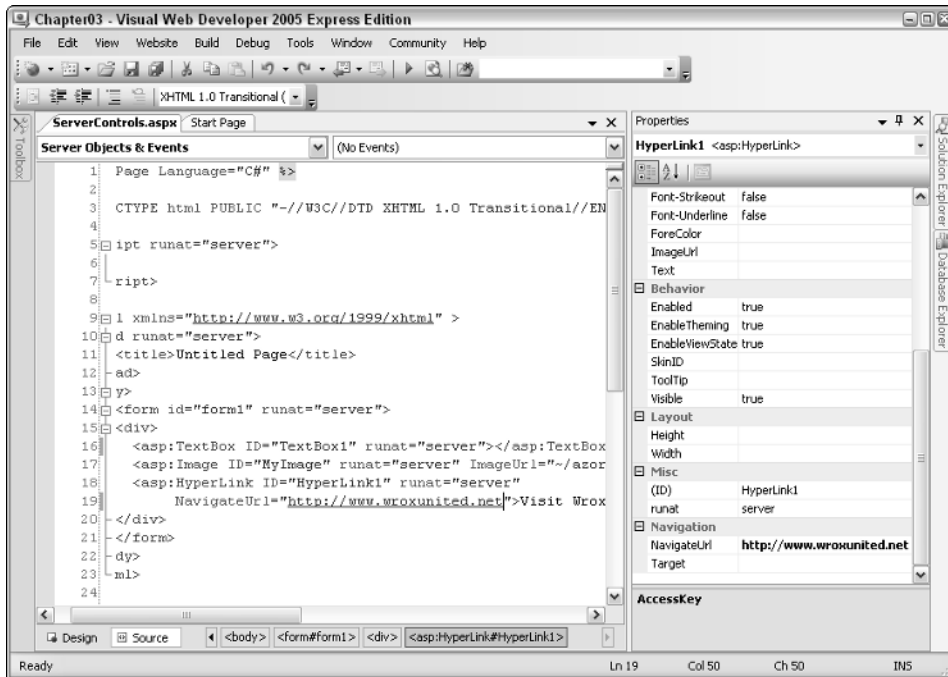 Chapter03 - Visual Web Developer 2005 Express Edition
File Edit View Website Build Debug Tools Window Community Help
XHTML 1.0 Transitional (
Toolbox
ServerControls.aspx Start Page
Server Objects & Events (No Events)
1 Page Language="C#" %>
2
3 CTYPE html PUBLIC "-//W3C//DTD XHTML 1.0 Transitional//EN
4
5 ipt runat="server">
6
7 ript>
8
9 l xmlns="http://www.w3.org/1999/xhtml" >
10 d runat="server">
11 <title>Untitled Page</title>
12 ad>
13 y>
14 <form id="form1" runat="server">
15 <div>
16 <asp:TextBox ID="TextBox1" runat="server"></asp:TextBox
17 <asp:Image ID="MyImage" runat="server" ImageUrl="~/azor
18 <asp:HyperLink ID="HyperLink1" runat="server"
19 NavigateUrl="http://www.wroxunited.net">Visit Wrox
20 </div>
21 </form>
22 dy>
23 ml>
24
Design Source <body> <form#form1> <div> <asp:HyperLink#HyperLink1>
Properties
HyperLink1 <asp:HyperLink>
Font-Strikeout false
Font-Underline false
ForeColor
ImageUrl
Text
Behavior
Enabled true
EnableTheming true
EnableViewState true
SkinID
ToolTip
Visible true
Layout
Height
Width
Misc
(ID) HyperLink1
runat server
Navigation
NavigateUrl http://www.wroxunited.net
Target
AccessKey
Solution Explorer
Database Explorer
Ready Ln 19 Col 50 Ch 50 INS